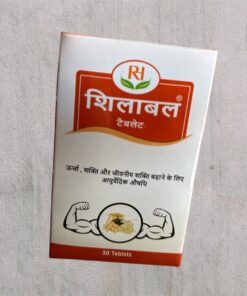 RH
शिलाबल®
टैबलेट
ऊर्जा, शक्ति और जीवनीय शक्ति बढ़ाने के लिए
आयुर्वेदिक औषधि
30 Tablets